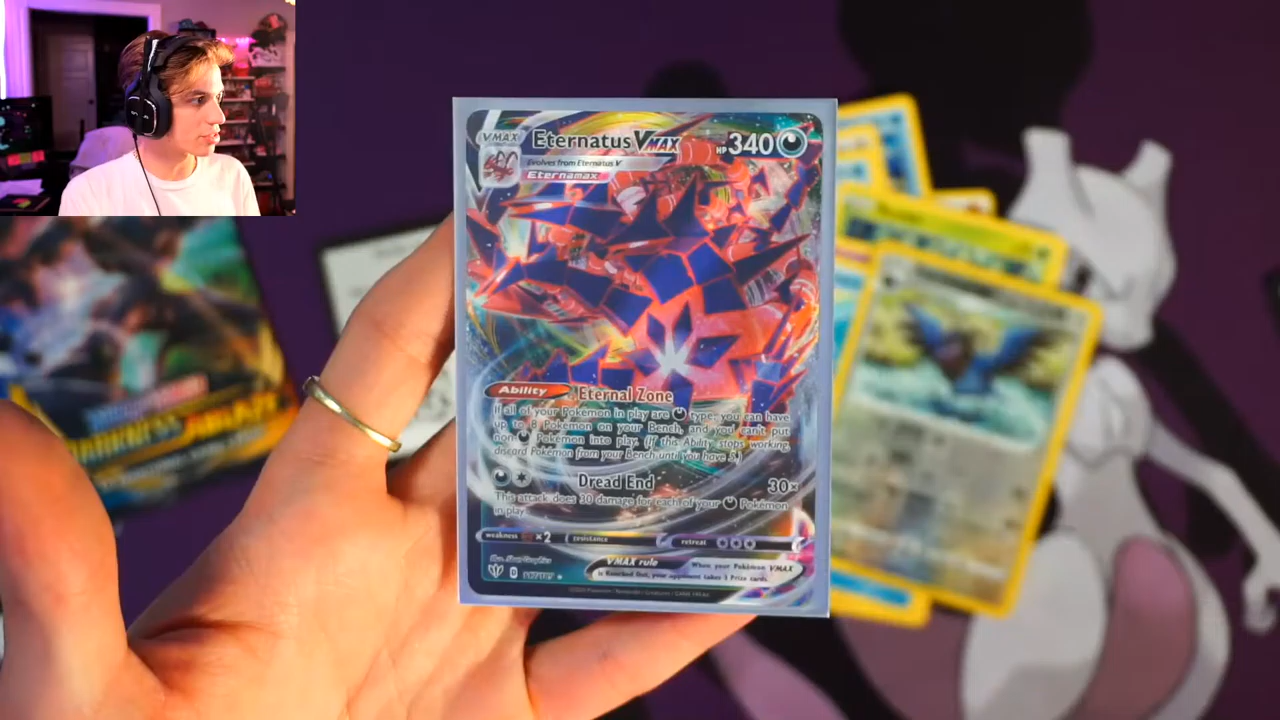 VMAX
Eternatus VMAX
HP 340
Evolves from Eternatus V
Eternamax
Ability Eternal Zone
If all of your Pokémon in play are type, you can have
up to 8 Pokémon on your Bench, and you can't put
non- Pokémon into play. (If this Ability stops working,
discard Pokémon from your Bench until you have 5.)
Dread End 30×
This attack does 30 damage for each of your Pokémon
in play.
weakness ×2 resistance retreat
VMAX rule When your Pokémon VMAX
is Knocked Out, your opponent takes 3 Prize cards.
D
DARKNESS ABLAZE